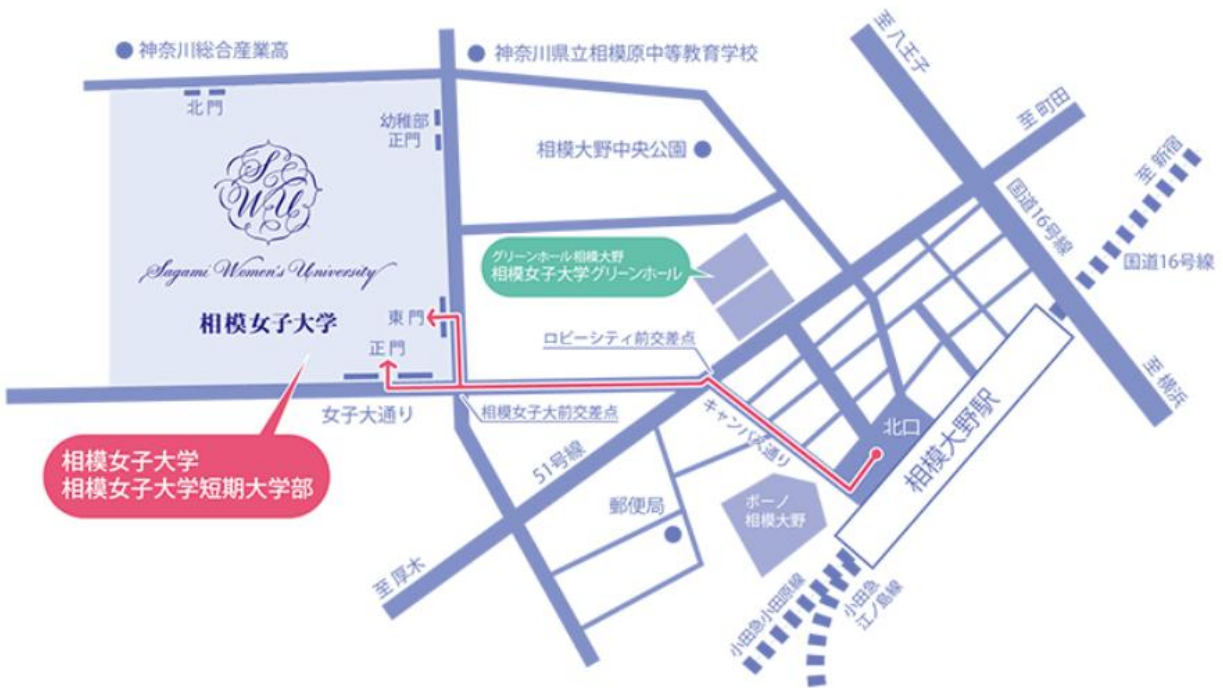 神奈川総合産業高
神奈川県立相模原中等教育学校
至八王子
至町田
至新宿
北門
幼稚部
正門
相模大野中央公園
国道16号線
国道16号線
SWU
Sagami Women's University
相模女子大学
グリーンホール相模大野
相模女子大学グリーンホール
東門
正門
ロビーシティ前交差点
至横浜
女子大通り
相模女子大前交差点
キャンパス通り
北口
相模大野駅
相模女子大学
相模女子大学短期大学部
51号線
郵便局
ボーノ
相模大野
至厚木
小田急小田原線
小田急
江ノ島線